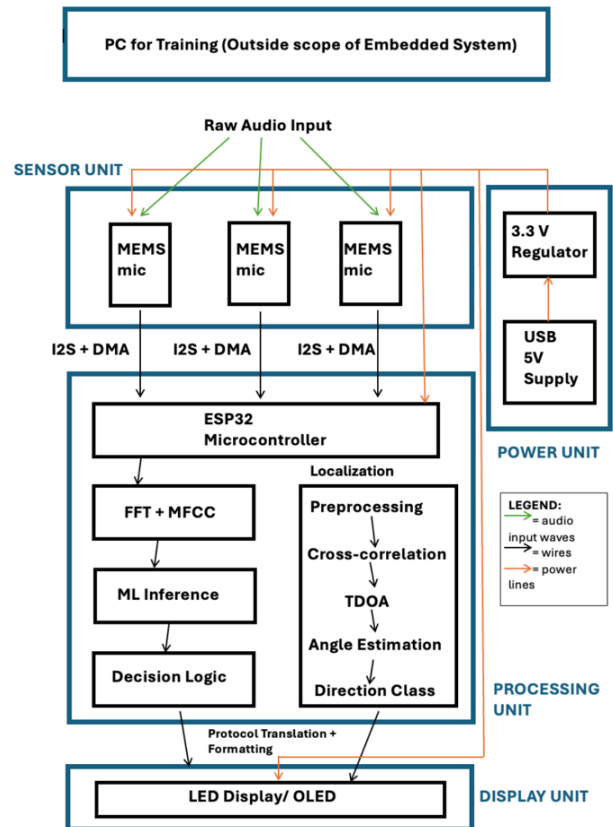 PC for Training (Outside scope of Embedded System)
Raw Audio Input
SENSOR UNIT
MEMS
mic
MEMS
mic
MEMS
mic
3.3 V
Regulator
USB
5V
Supply
POWER UNIT
I2S + DMA
I2S + DMA
I2S + DMA
ESP32
Microcontroller
FFT + MFCC
ML Inference
Decision Logic
Localization
Preprocessing
Cross-correlation
TDOA
Angle Estimation
Direction Class
LEGEND:
= audio
input waves
= wires
= power
lines
PROCESSING
UNIT
Protocol Translation +
Formatting
LED Display/ OLED
DISPLAY UNIT